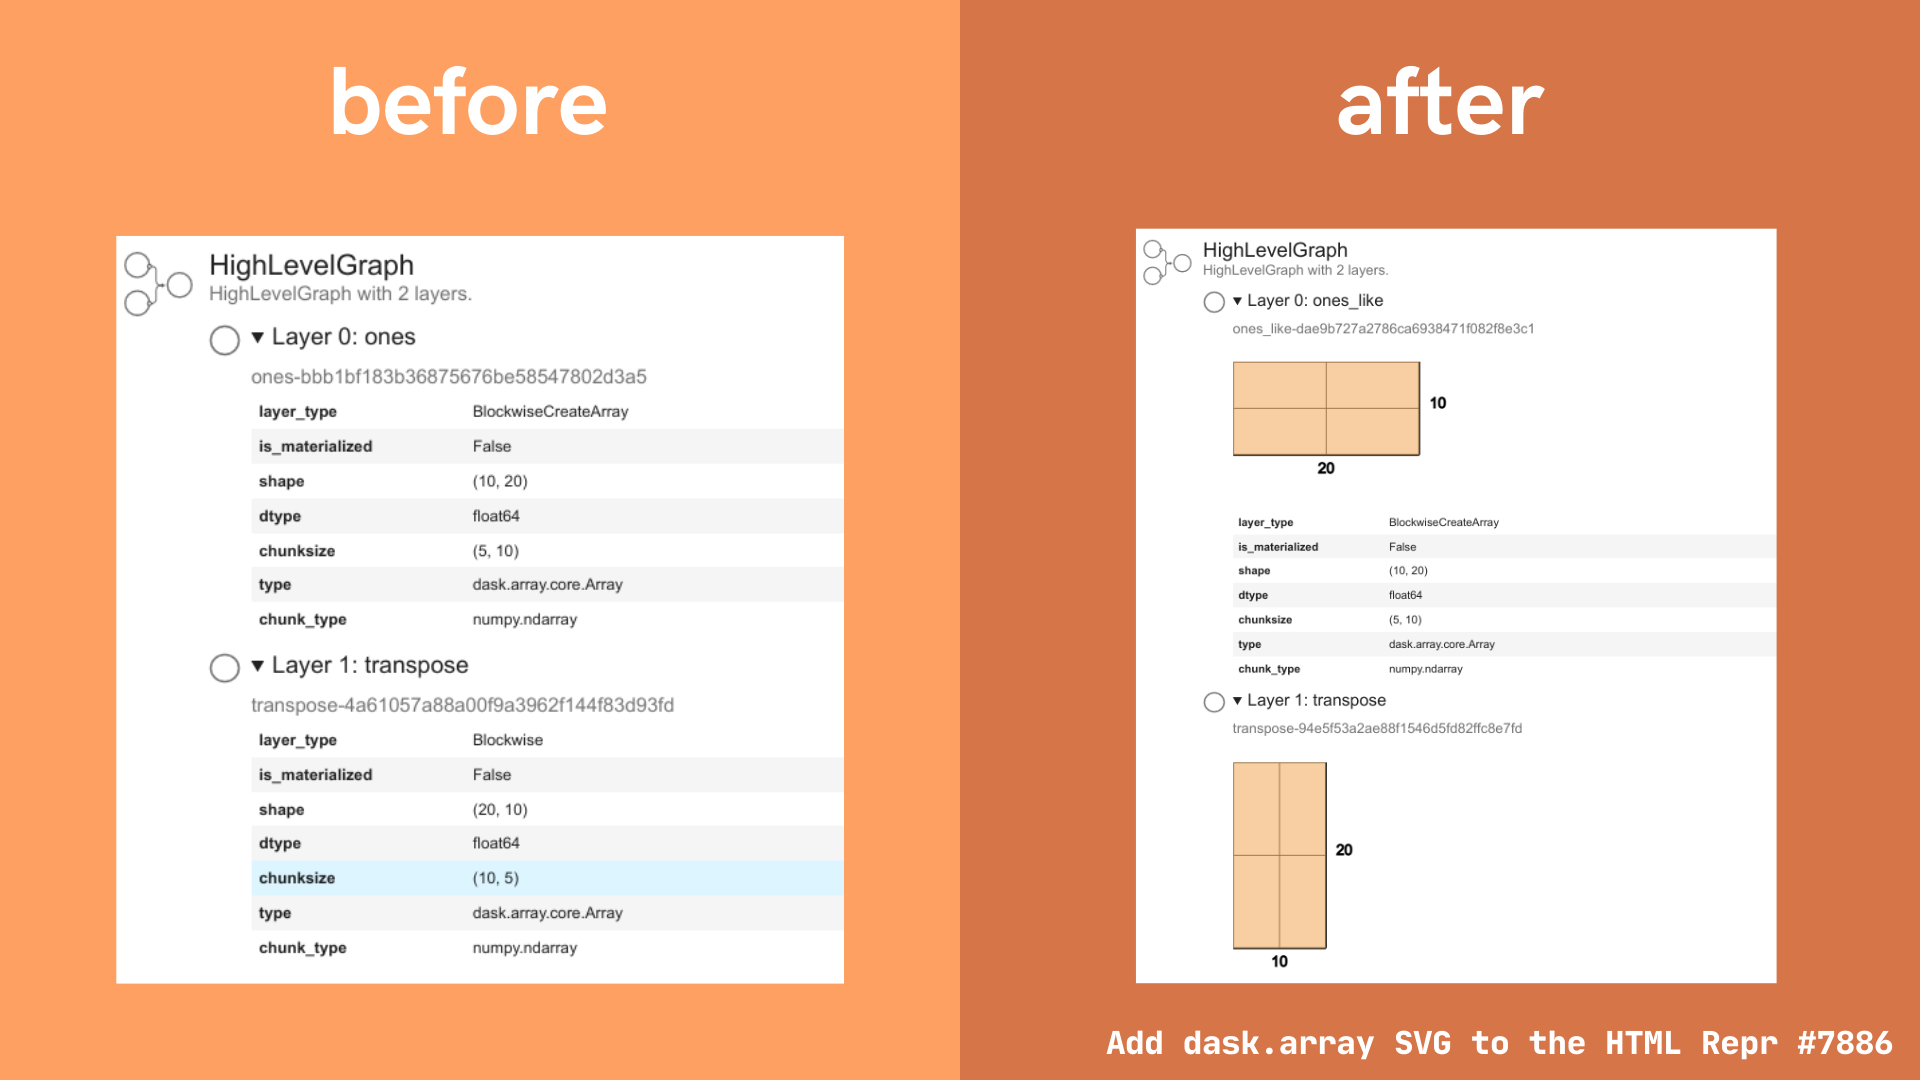 before
HighLevelGraph
HighLevelGraph with 2 layers.
▼ Layer 0: ones
ones-bbb1bf183b36875676be58547802d3a5
layer_type BlockwiseCreateArray
is_materialized False
shape (10, 20)
dtype float64
chunksize (5, 10)
type dask.array.core.Array
chunk_type numpy.ndarray
▼ Layer 1: transpose
transpose-4a61057a88a00f9a3962f144f83d93fd
layer_type Blockwise
is_materialized False
shape (20, 10)
dtype float64
chunksize (10, 5)
type dask.array.core.Array
chunk_type numpy.ndarray
after
HighLevelGraph
HighLevelGraph with 2 layers.
▼ Layer 0: ones_like
ones_like-dae9b727a2786ca6938471f082f8e3c1
10
20
layer_type BlockwiseCreateArray
is_materialized False
shape (10, 20)
dtype float64
chunksize (5, 10)
type dask.array.core.Array
chunk_type numpy.ndarray
▼ Layer 1: transpose
transpose-94e5f53a2ae88f1546d5fd82ffc8e7fd
20
10
Add dask.array SVG to the HTML Repr #7886